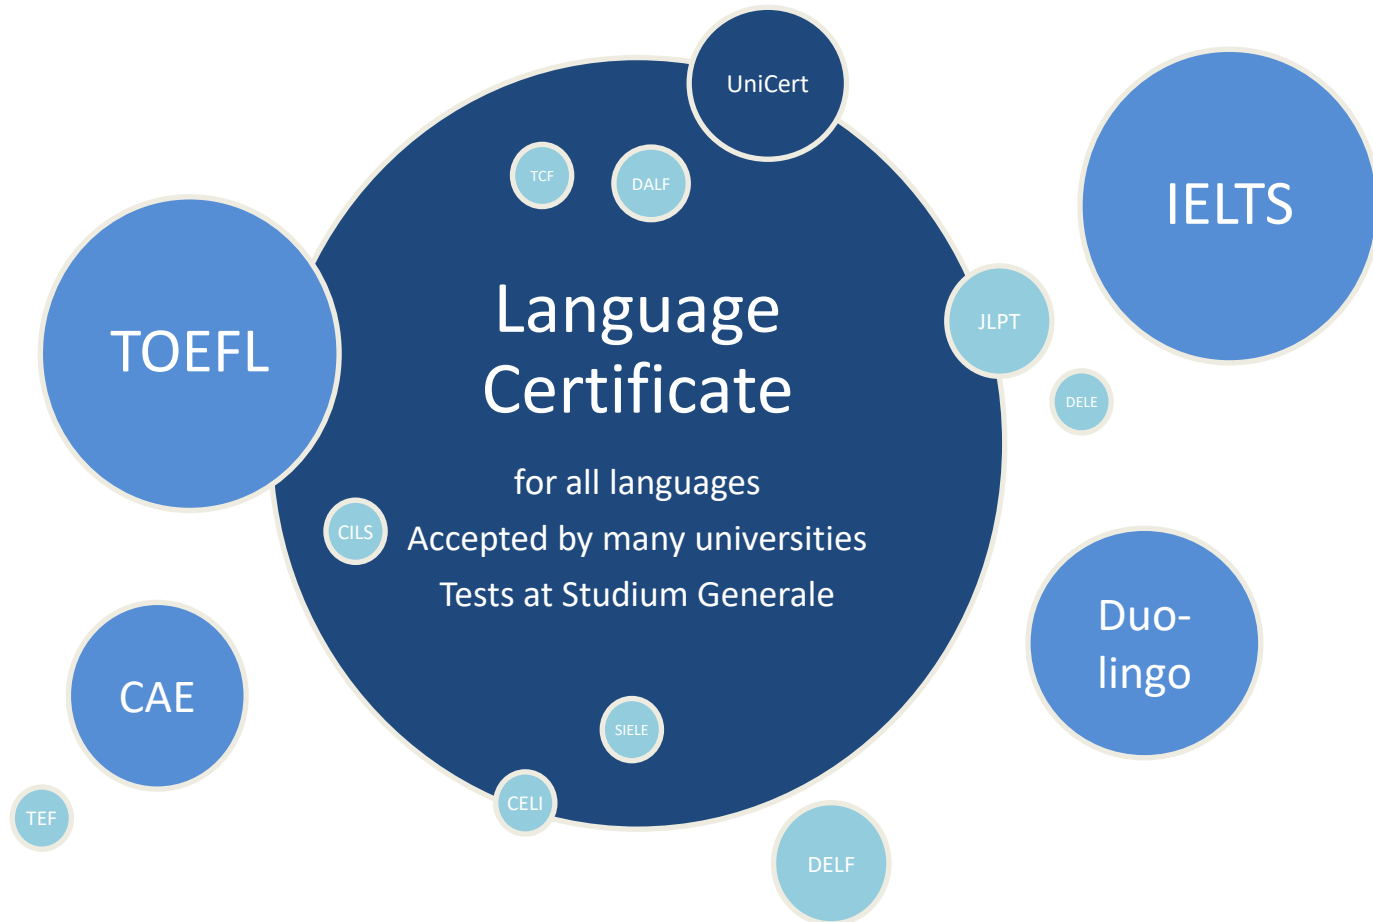 UniCert
TCF
DALF
IELTS
TOEFL
Language
Certificate
JLPT
DELE
for all languages
CILS
Accepted by many universities
Tests at Studium Generale
Duo-
lingo
CAE
SIELE
CELI
TEF
DELF